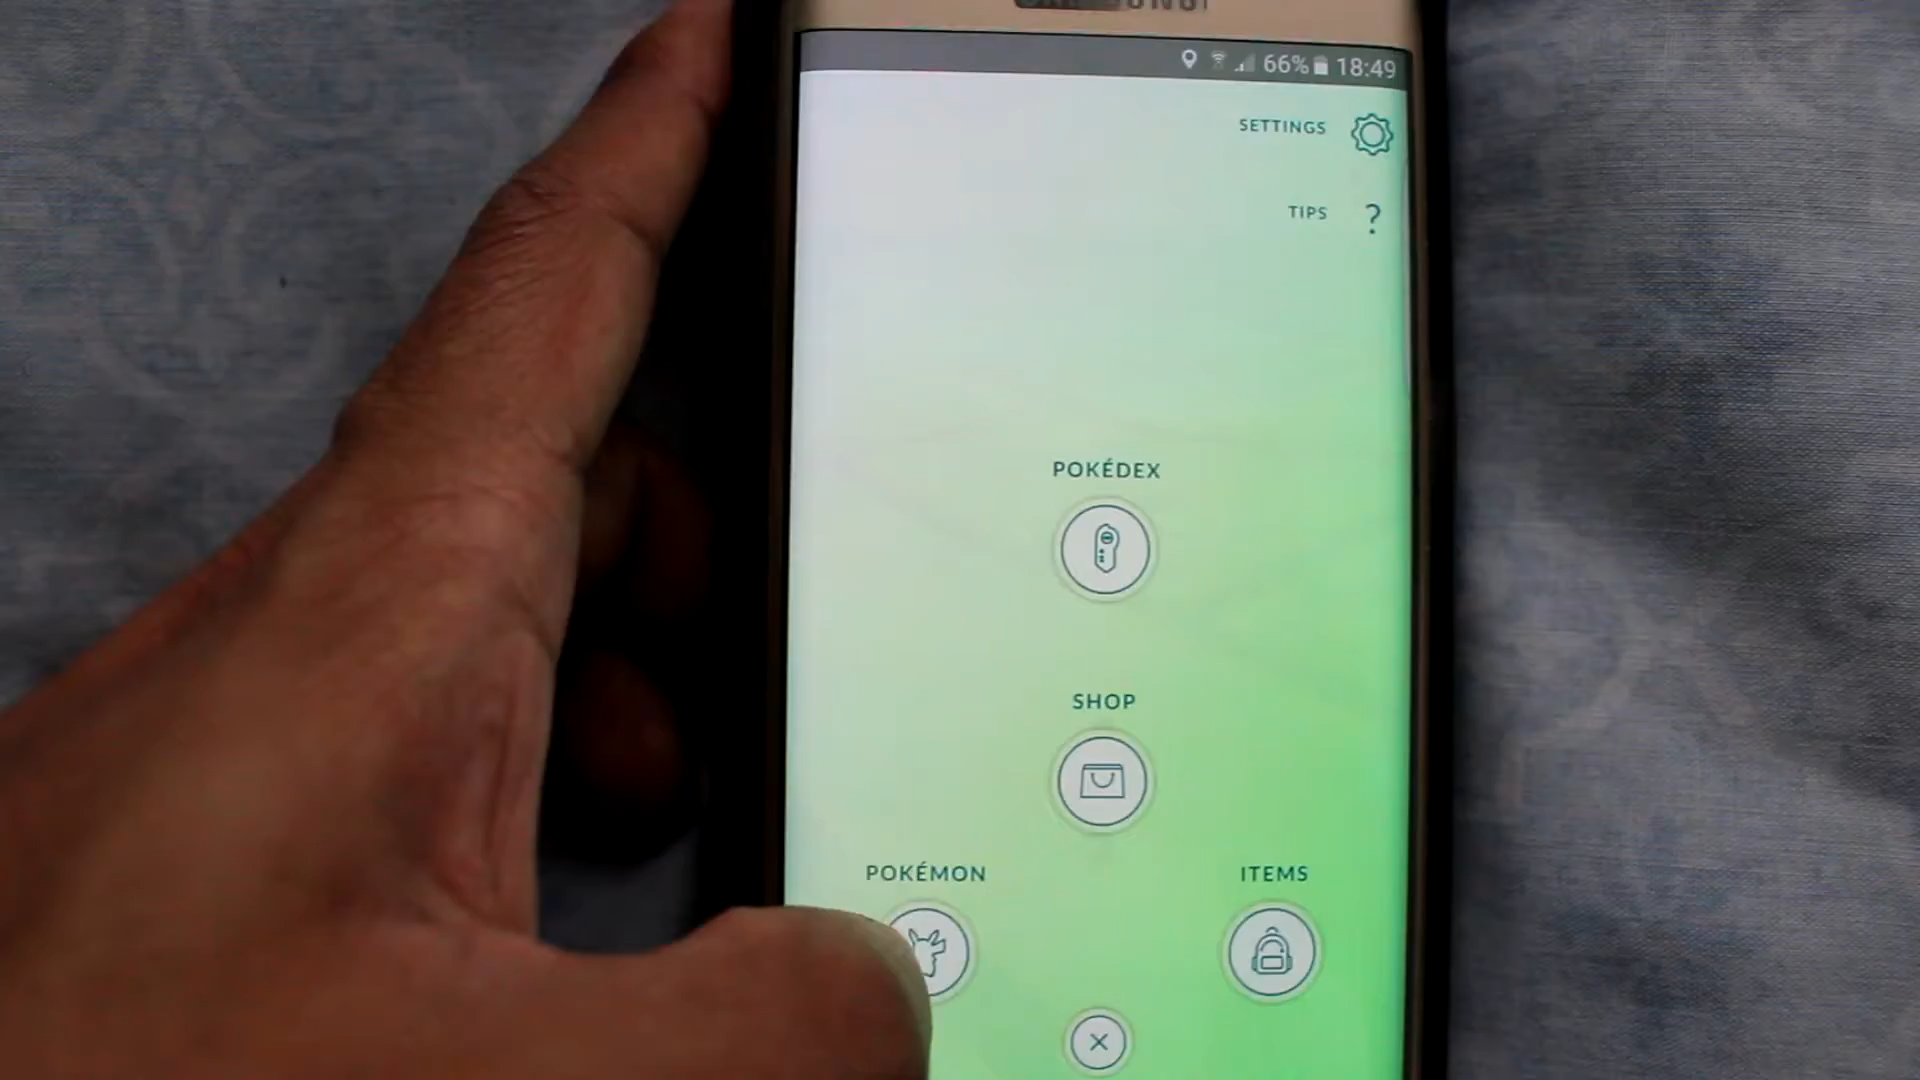 66% 18:49
SETTINGS
TIPS ?
POKÉDEX
SHOP
POKÉMON
ITEMS